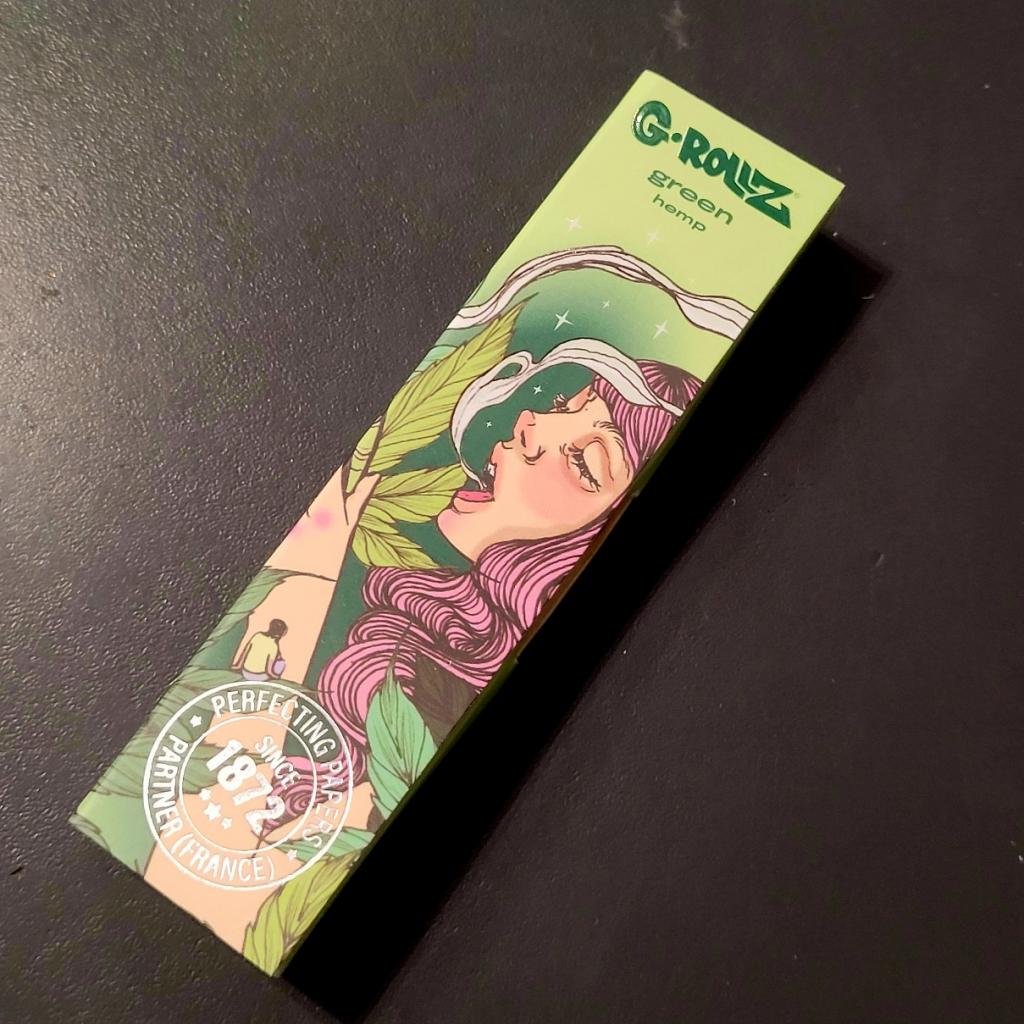 G·ROLLZ
green
hemp
PERFECTING PAPERS
SINCE
1872
PARTNER (FRANCE)